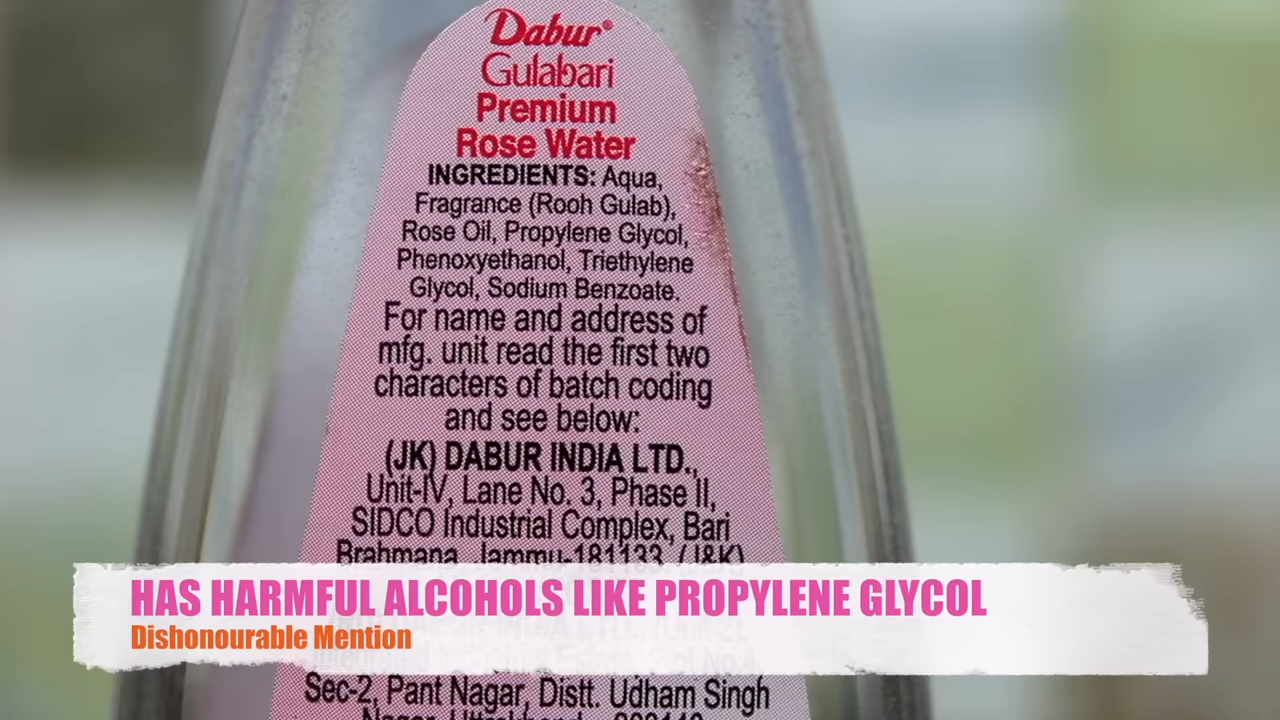 Dabur®
Gulabari
Premium
Rose Water
INGREDIENTS: Aqua,
Fragrance (Rooh Gulab),
Rose Oil, Propylene Glycol,
Phenoxyethanol, Triethylene
Glycol, Sodium Benzoate.
For name and address of
mfg. unit read the first two
characters of batch coding
and see below:
(JK) DABUR INDIA LTD.,
Unit-IV, Lane No. 3, Phase II,
SIDCO Industrial Complex, Bari
Brahmana, Jammu-181133, (J&K)
HAS HARMFUL ALCOHOLS LIKE PROPYLENE GLYCOL
Dishonourable Mention
Sec-2, Pant Nagar, Distt. Udham Singh